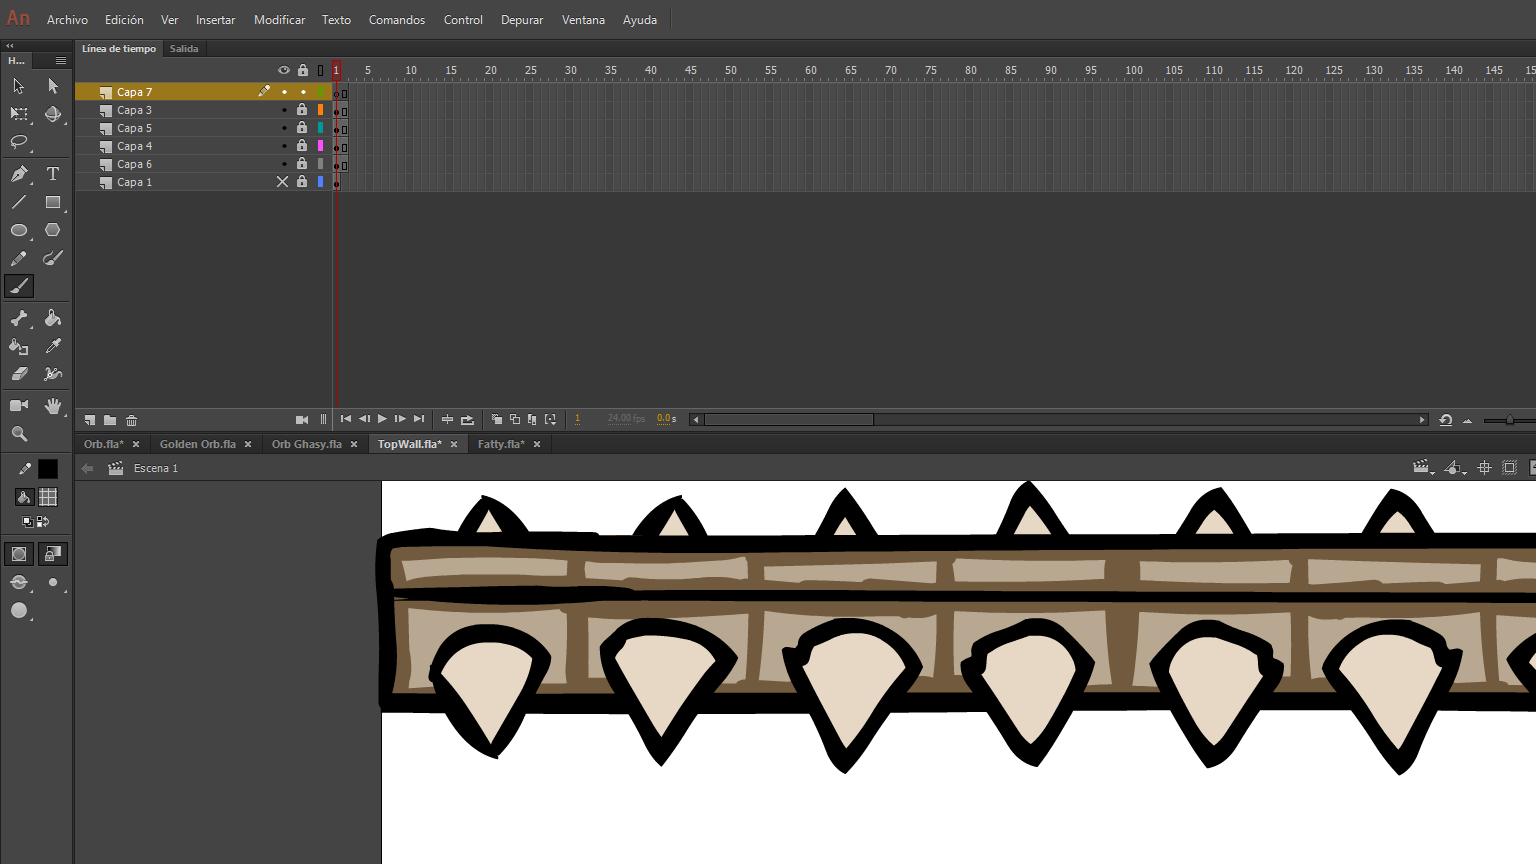 An Archivo Edición Ver Insertar Modificar Texto Comandos Control Depurar Ventana Ayuda
Línea de tiempo Salida
H...
1 5 10 15 20 25 30 35 40 45 50 55 60 65 70 75 80 85 90 95 100 105 110 115 120 125 130 135 140 145 15
Capa 7
Capa 3
Capa 5
Capa 4
Capa 6
Capa 1
T
1 24.00 fps 0.0 s
Orb.fla* Golden Orb.fla Orb Ghasy.fla TopWall.fla* Fatty.fla*
Escena 1